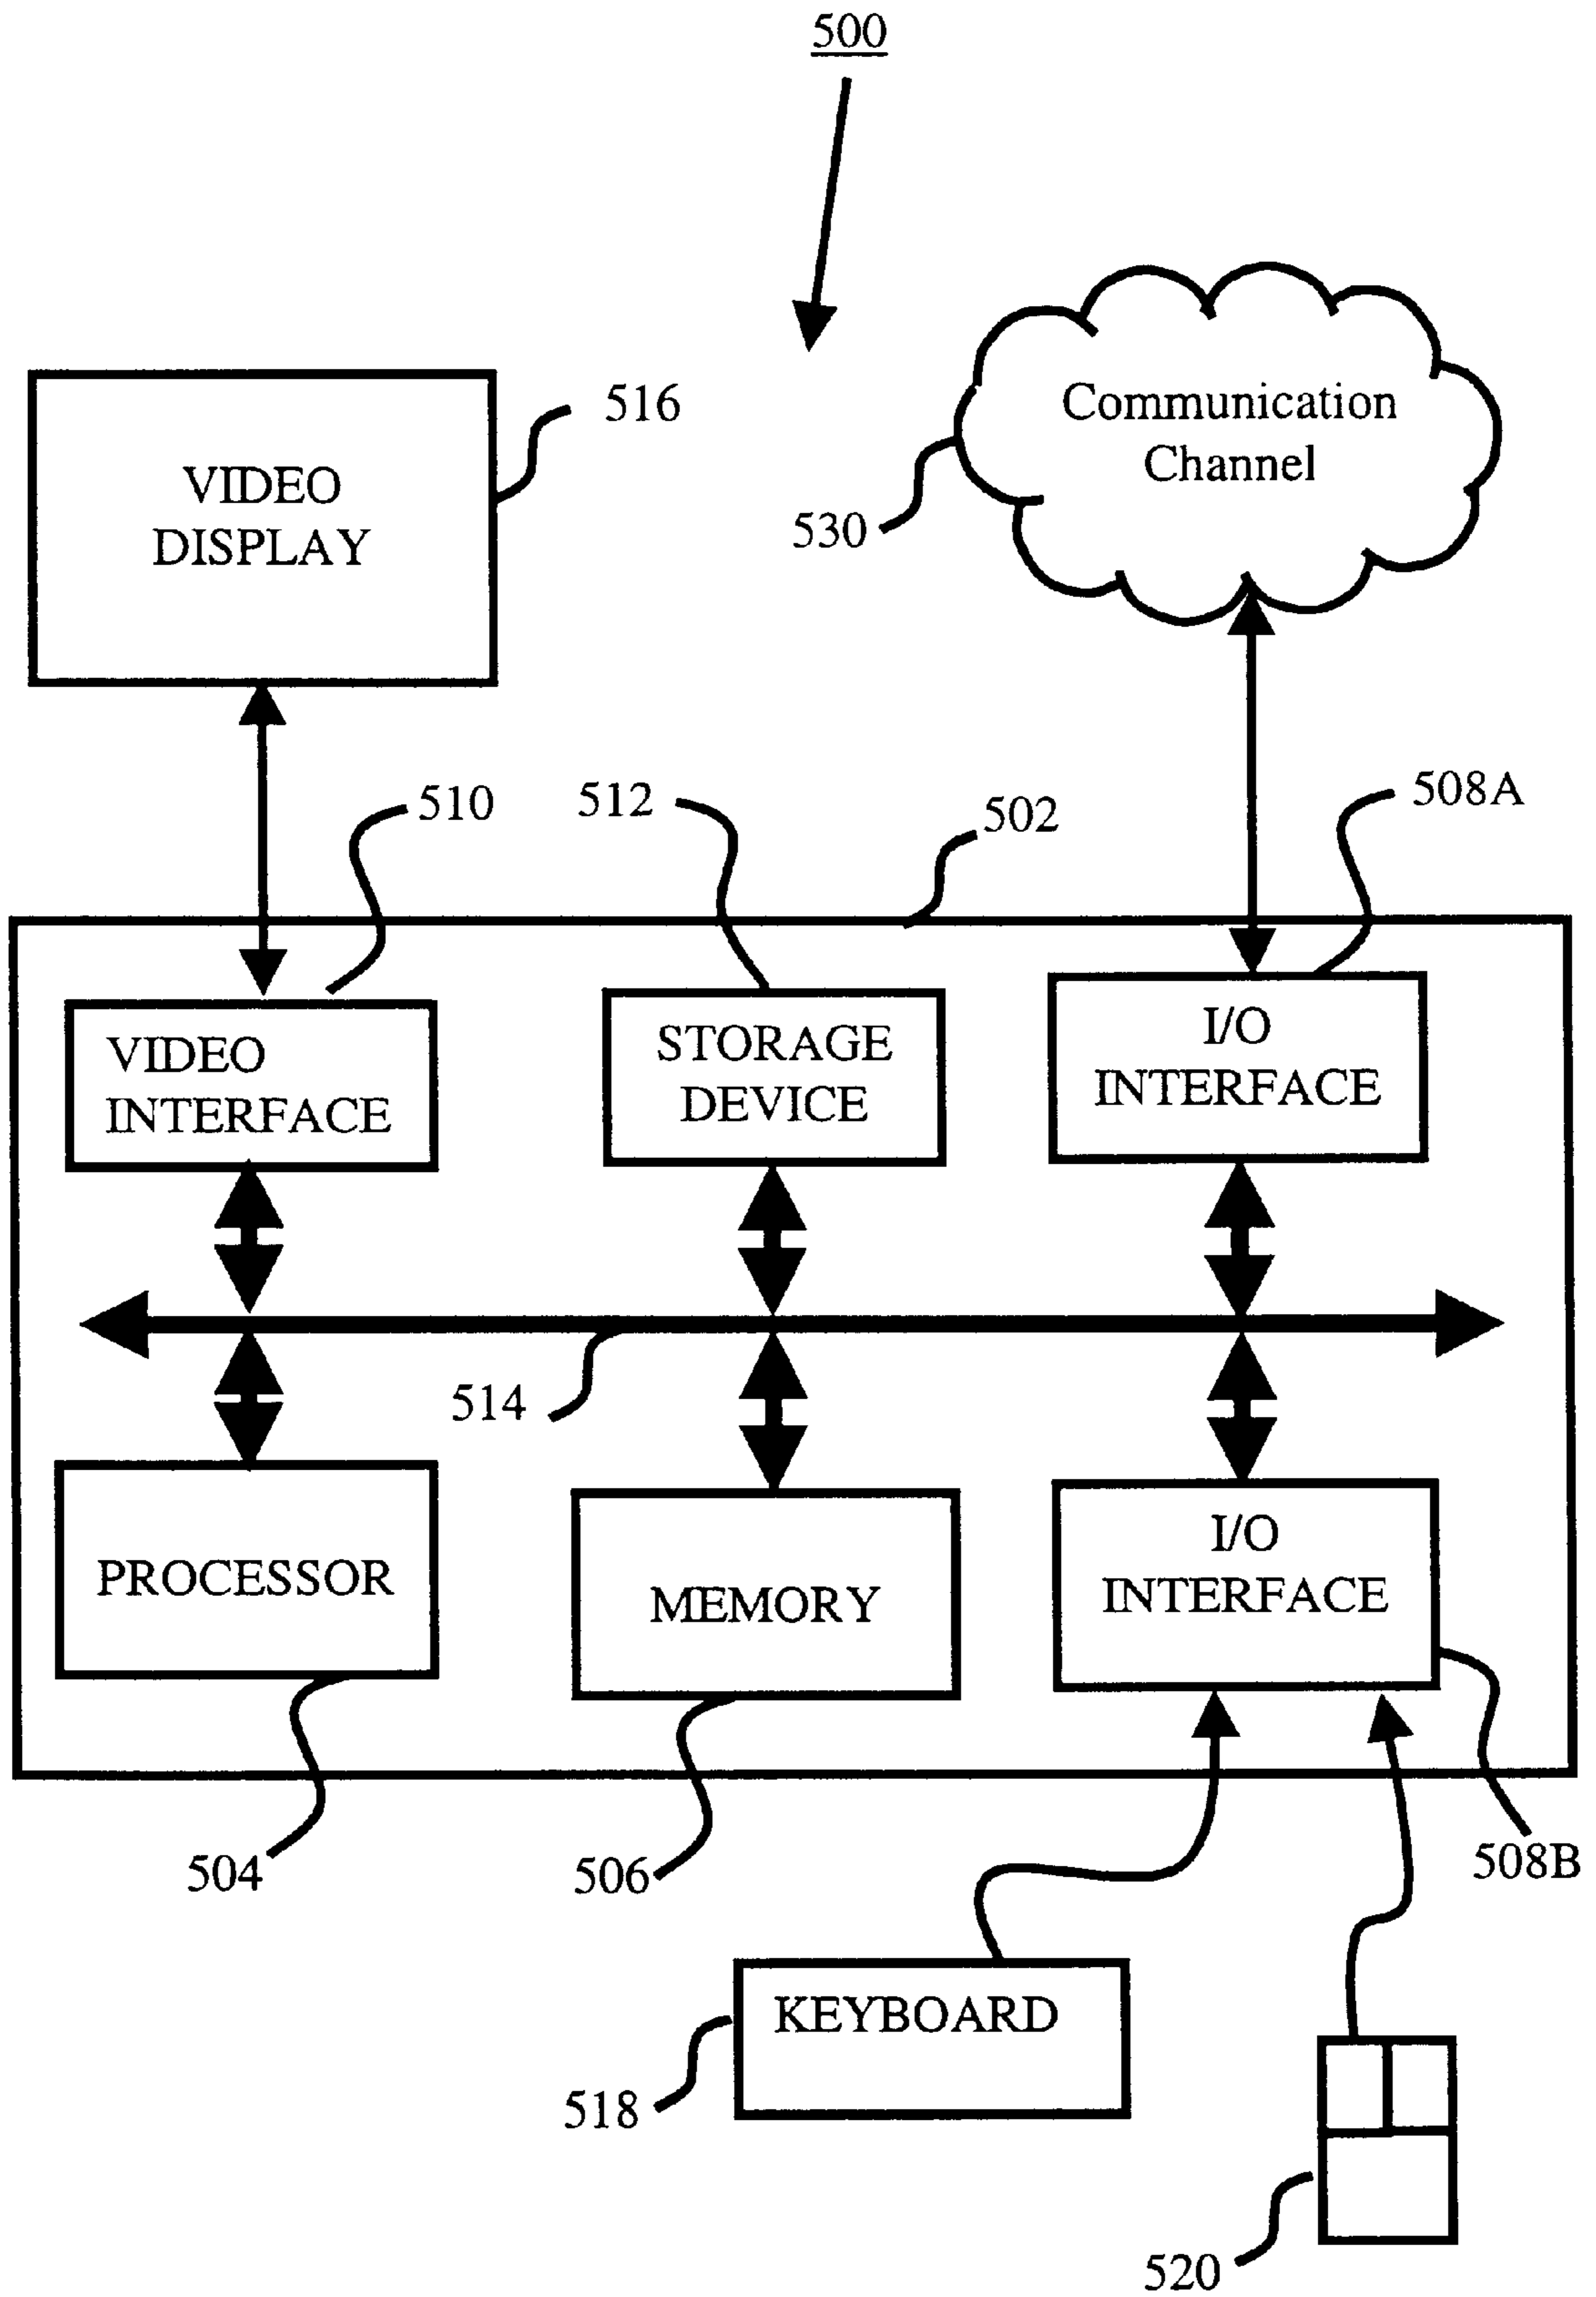 500
VIDEO
DISPLAY
516
Communication
Channel
530
510
512
502
508A
VIDEO
INTERFACE
STORAGE
DEVICE
I/O
INTERFACE
514
PROCESSOR
MEMORY
I/O
INTERFACE
504
506
508B
KEYBOARD
518
520